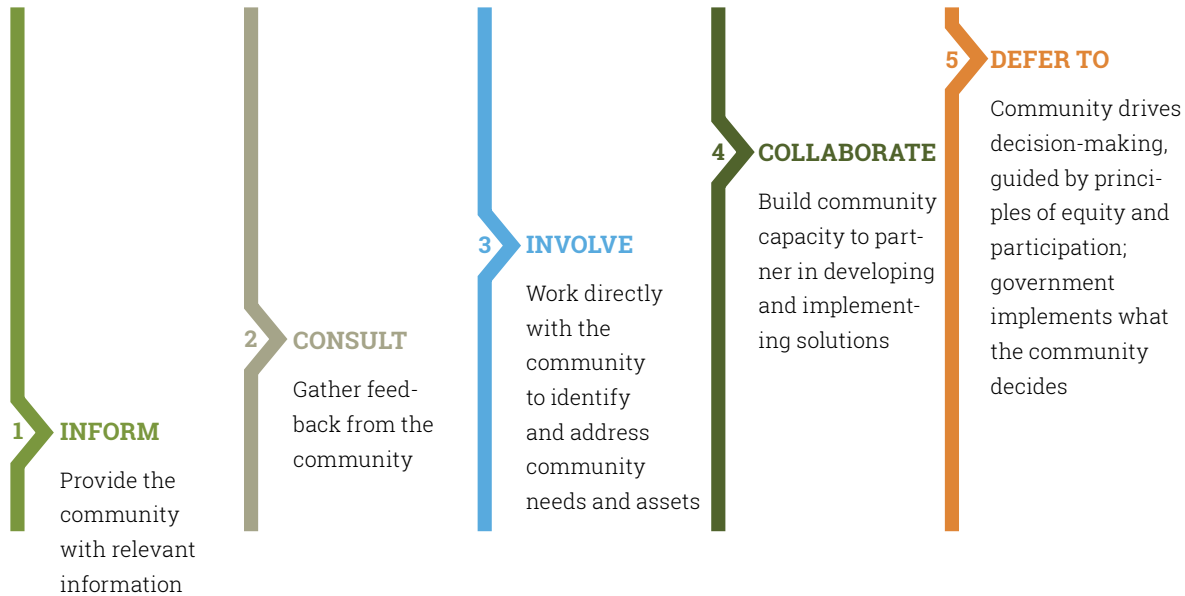 1 INFORM
Provide the
community
with relevant
information
2 CONSULT
Gather feed-
back from the
community
3 INVOLVE
Work directly
with the
community
to identify
and address
community
needs and assets
4 COLLABORATE
Build community
capacity to part-
ner in developing
and implement-
ing solutions
5 DEFER TO
Community drives
decision-making,
guided by princi-
ples of equity and
participation;
government
implements what
the community
decides